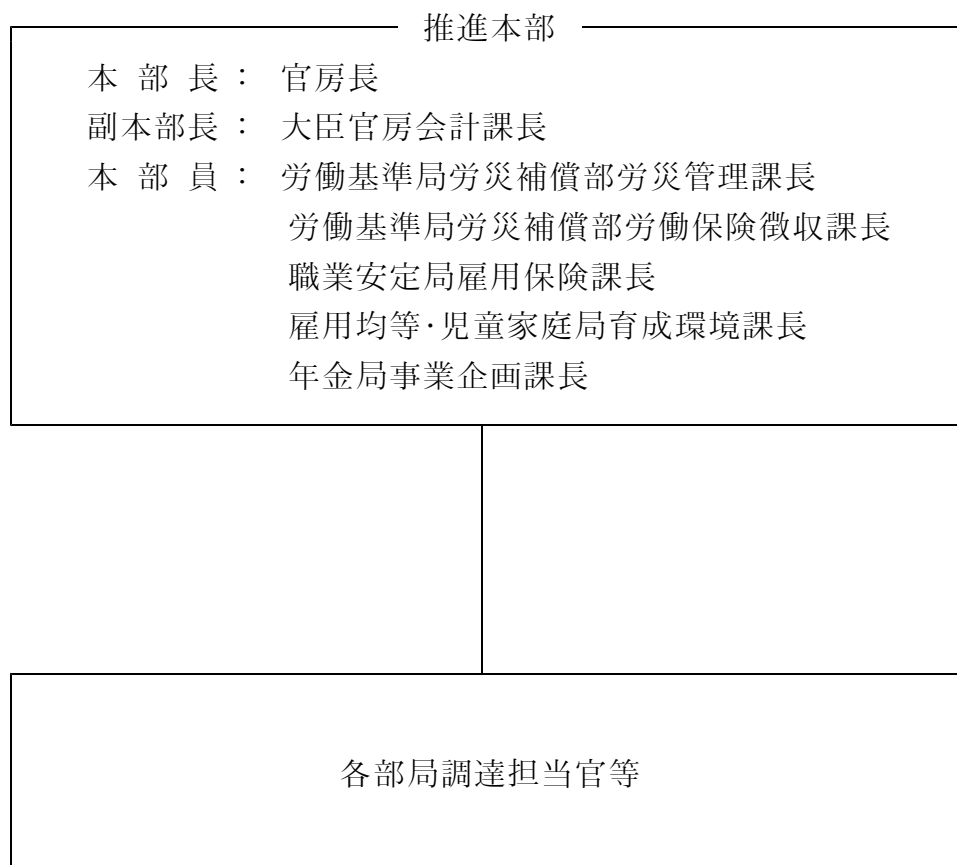 推進本部
本 部 長 ： 官房長
副本部長 ： 大臣官房会計課長
本 部 員 ： 労働基準局労災補償部労災管理課長
労働基準局労災補償部労働保険徴収課長
職業安定局雇用保険課長
雇用均等･児童家庭局育成環境課長
年金局事業企画課長
各部局調達担当官等